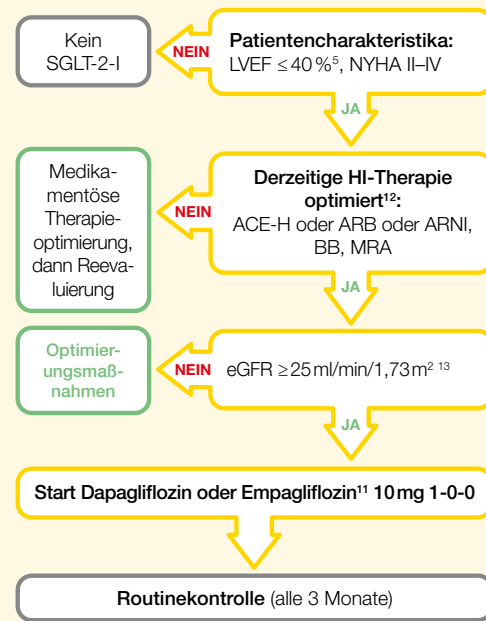 Kein
SGLT-2-I
NEIN
Patientencharakteristika:
LVEF ≤ 40 %⁵, NYHA II–IV
JA
Medika-
mentöse
Therapie-
optimierung,
dann Reeva-
luierung
NEIN
Derzeitige HI-Therapie
optimiert¹²:
ACE-H oder ARB oder ARNI,
BB, MRA
JA
Optimier-
ungsmaß-
nahmen
NEIN
eGFR ≥ 25 ml/min/1,73 m² ¹³
JA
Start Dapagliflozin oder Empagliflozin¹¹ 10 mg 1-0-0
Routinekontrolle (alle 3 Monate)